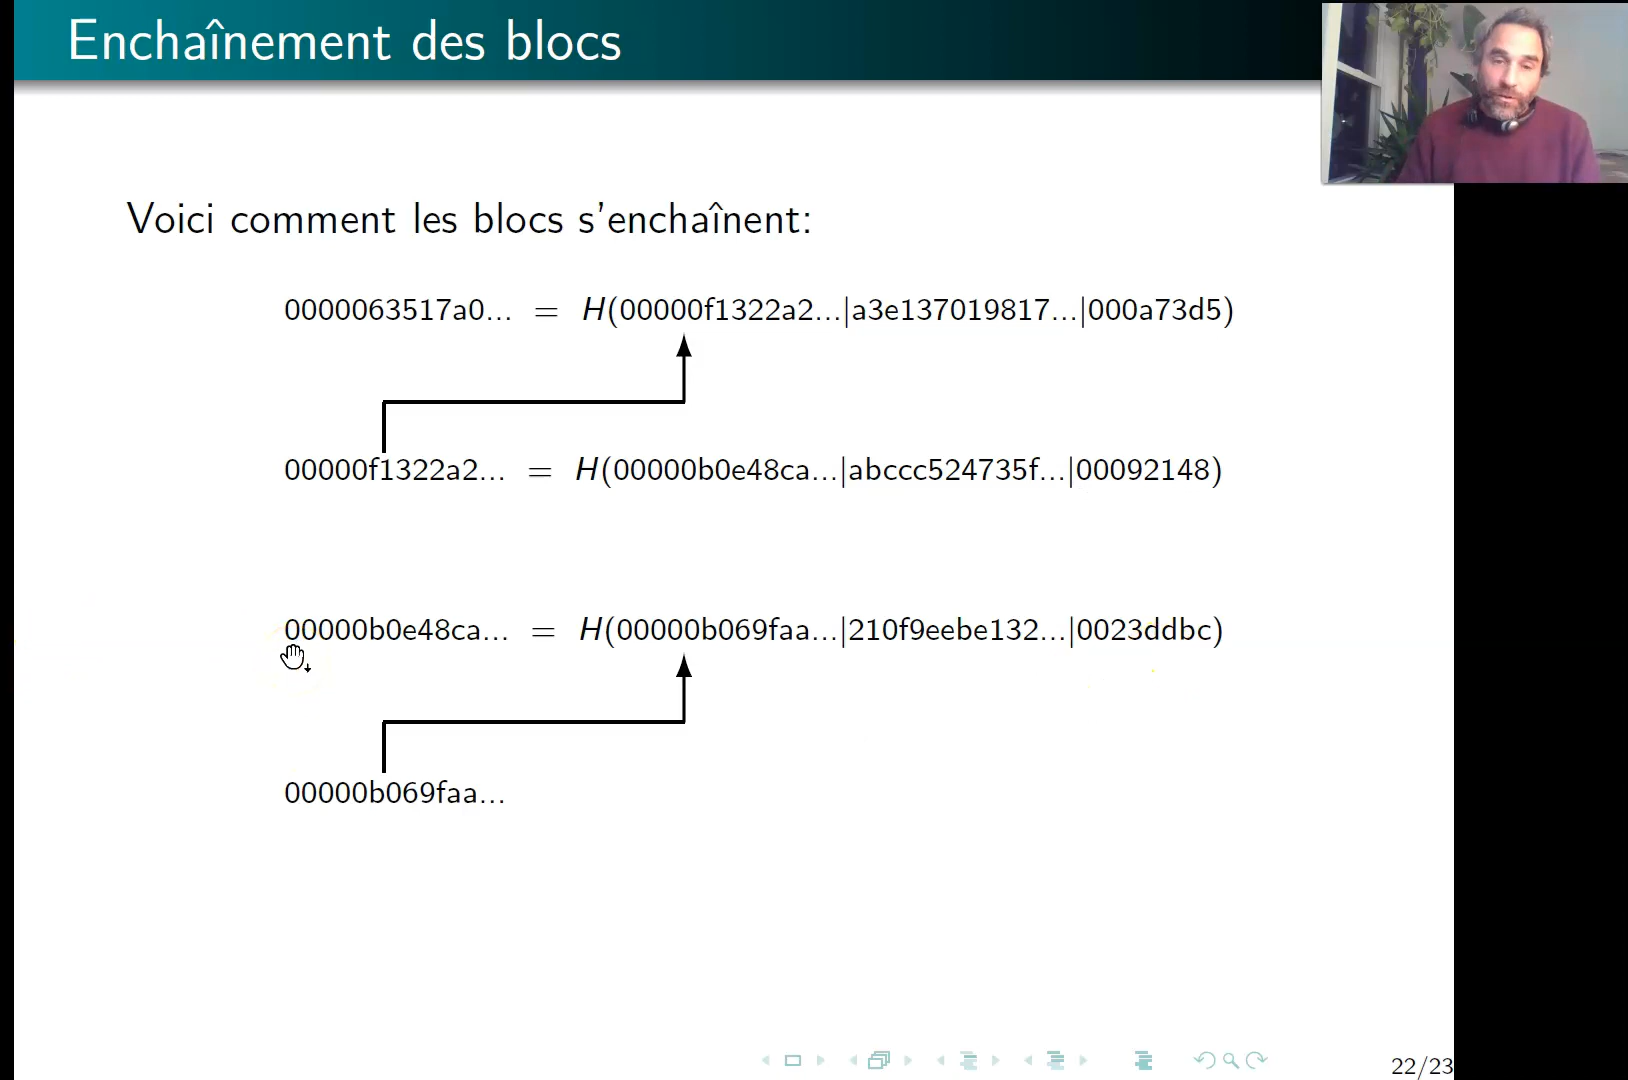 Enchaînement des blocs
Voici comment les blocs s'enchaînent:
0000063517a0... = H(00000f1322a2...|a3e137019817...|000a73d5)
00000f1322a2... = H(00000b0e48ca...|abccc524735f...|00092148)
00000b0e48ca... = H(00000b069faa...|210f9eebe132...|0023ddbc)
00000b069faa...
22/23